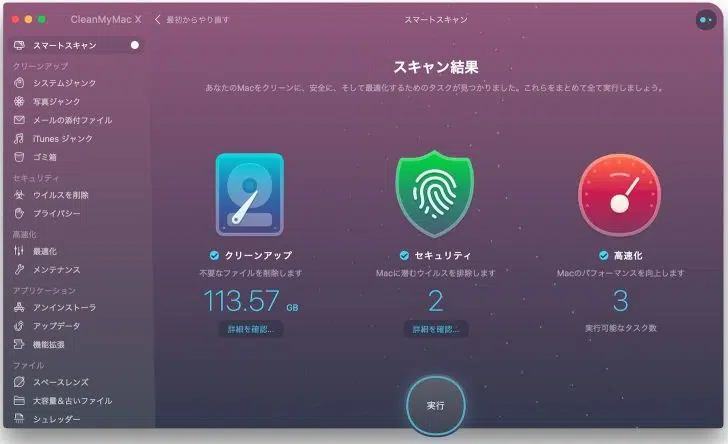 CleanMyMac X
最初からやり直す
スマートスキャン
スマートスキャン
クリーンアップ
システムジャンク
写真ジャンク
メールの添付ファイル
iTunes ジャンク
ゴミ箱
セキュリティ
ウイルスを削除
プライバシー
高速化
最適化
メンテナンス
アプリケーション
アンインストーラ
アップデータ
機能拡張
ファイル
スペースレンズ
大容量&古いファイル
シュレッダー
スキャン結果
あなたのMacをクリーンに、安全に、そして最適化するためのタスクが見つかりました。これらをまとめて全て実行しましょう。
クリーンアップ
不要なファイルを削除します
113.57 GB
詳細を確認...
セキュリティ
Macに潜むウイルスを排除します
2
詳細を確認...
高速化
Macのパフォーマンスを向上します
3
実行可能なタスク数
実行